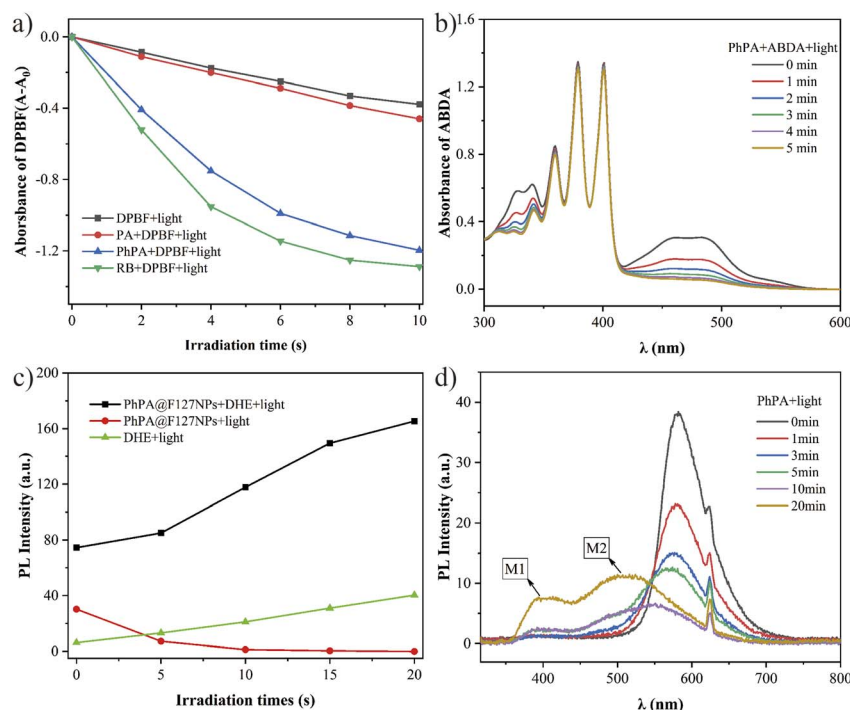 a)
0.0
-0.4
-0.8
-1.2
Aborsbance of DPBF(A-A0)
DPBF+light
PA+DPBF+light
PhPA+DPBF+light
RB+DPBF+light
0 2 4 6 8 10
Irradiation time (s)
b)
1.6
1.2
0.8
0.4
0.0
Absorbance of ABDA
PhPA+ABDA+light
0 min
1 min
2 min
3 min
4 min
5 min
300 400 500 600
λ (nm)
c)
200
160
120
80
40
0
PL Intensity (a.u.)
PhPA@F127NPs+DHE+light
PhPA@F127NPs+light
DHE+light
0 5 10 15 20
Irradiation times (s)
d)
40
30
20
10
0
PL Intensity (a.u.)
PhPA+light
0min
1min
3min
5min
10min
20min
M1
M2
400 500 600 700 800
λ (nm)